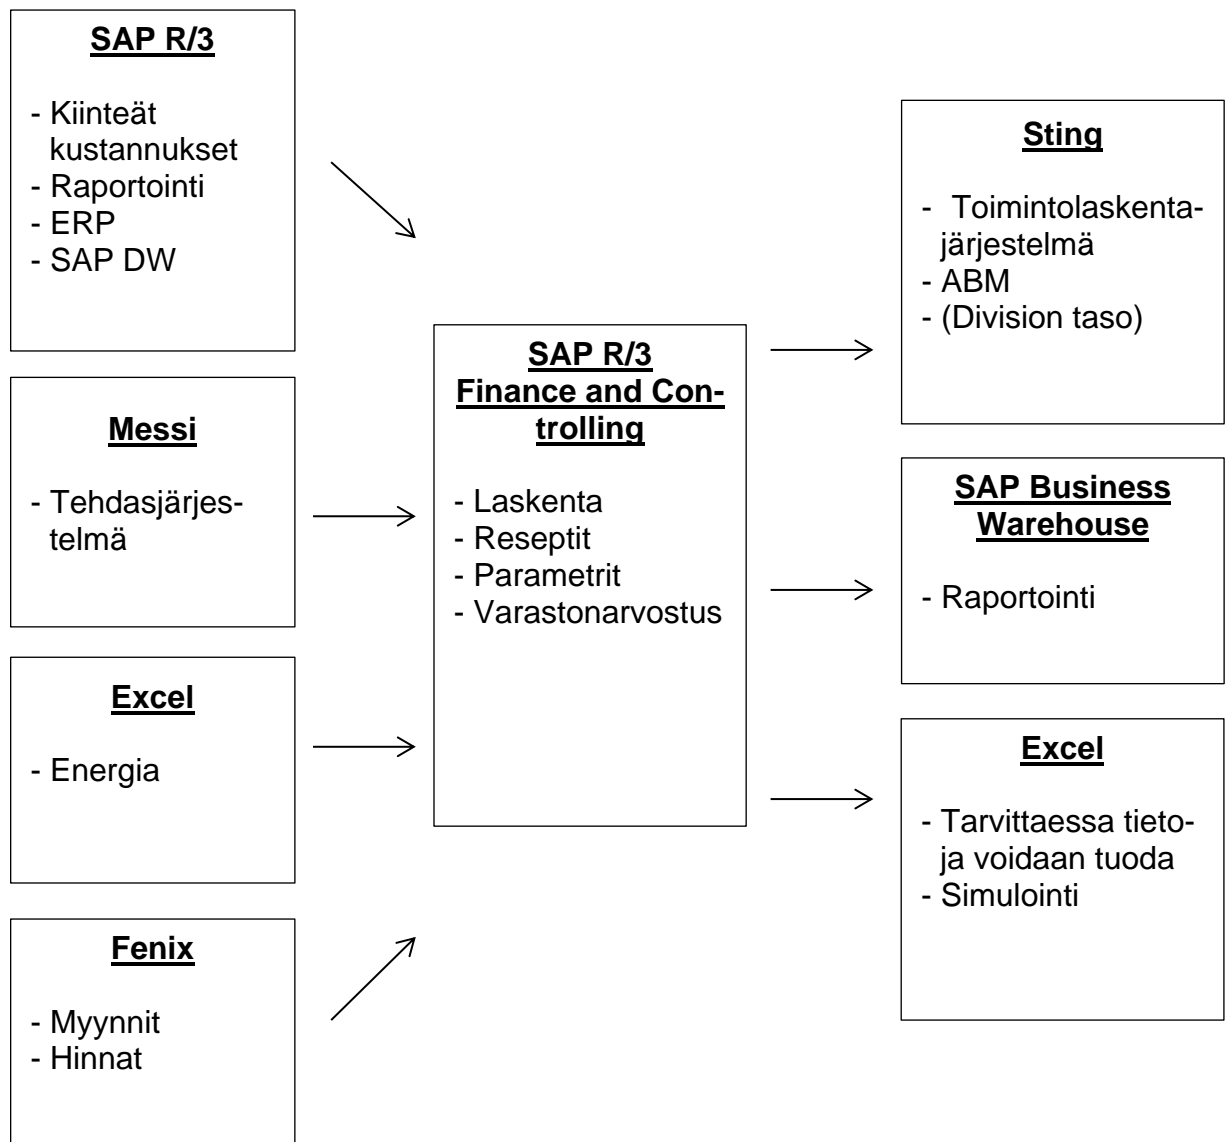 SAP R/3
- Kiinteät
kustannukset
- Raportointi
- ERP
- SAP DW
Messi
- Tehdasjärjes-
telmä
Excel
- Energia
Fenix
- Myynnit
- Hinnat
SAP R/3
Finance and Con-
trolling
- Laskenta
- Reseptit
- Parametrit
- Varastonarvostus
Sting
- Toimintolaskenta-
järjestelmä
- ABM
- (Division taso)
SAP Business
Warehouse
- Raportointi
Excel
- Tarvittaessa tieto-
ja voidaan tuoda
- Simulointi